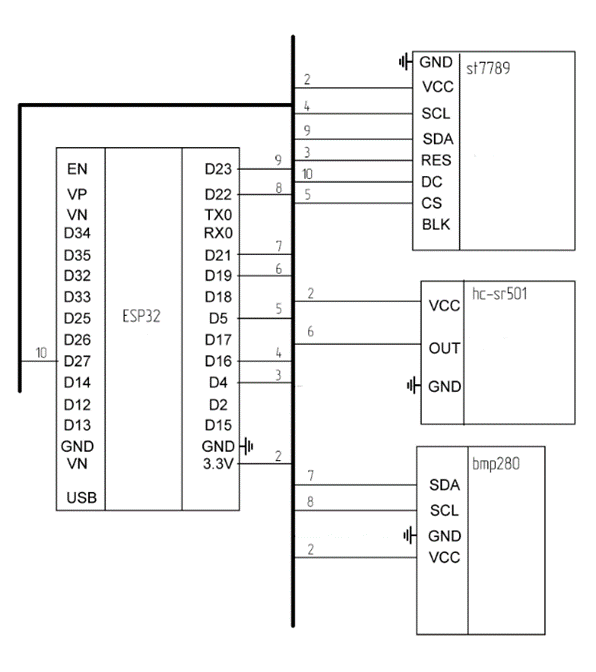 GND
st7789
2
VCC
4
SCL
9
SDA
3
RES
10
DC
5
CS
BLK
EN
D23
9
VP
D22
8
VN
TX0
D34
RX0
D35
D21
7
D32
D19
6
D33
D18
D25
ESP32
D5
5
D26
D17
10
D27
D16
4
D14
D4
3
D12
D2
D13
D15
GND
GND
VN
3.3V
2
USB
hc-sr501
2
VCC
6
OUT
GND
bmp280
7
SDA
8
SCL
GND
2
VCC